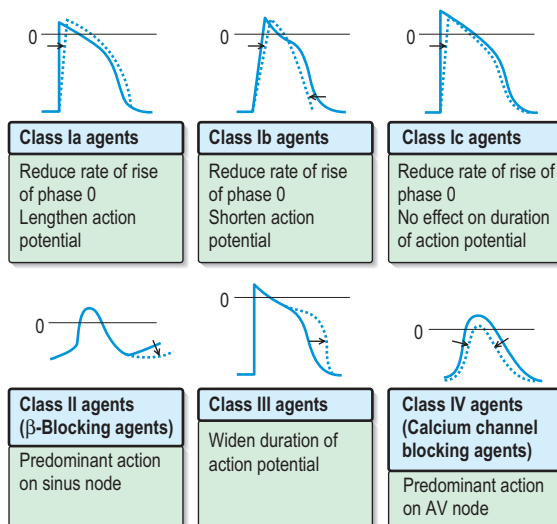 0
0
0
Class Ia agents
Reduce rate of rise
of phase 0
Lengthen action
potential
Class Ib agents
Reduce rate of rise
of phase 0
Shorten action
potential
Class Ic agents
Reduce rate of rise of
phase 0
No effect on duration
of action potential
0
0
0
Class II agents
(β-Blocking agents)
Predominant action
on sinus node
Class III agents
Widen duration of
action potential
Class IV agents
(Calcium channel
blocking agents)
Predominant action
on AV node